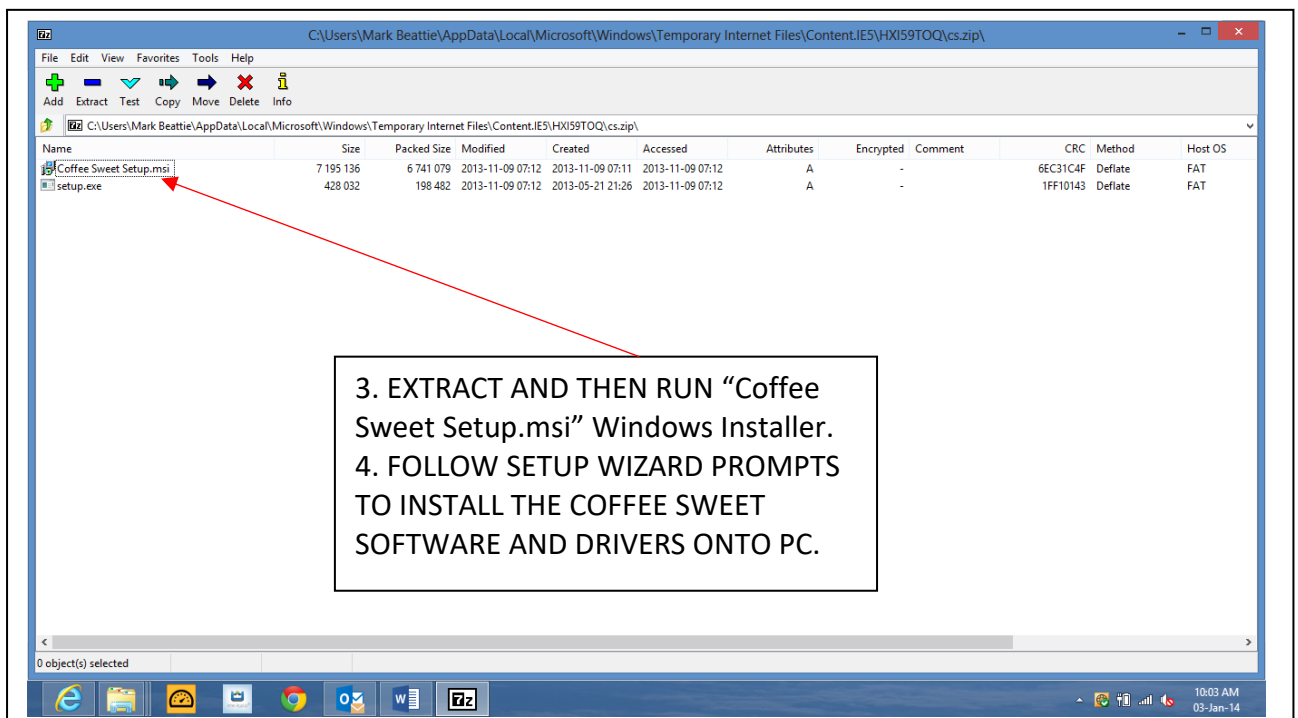 C:\Users\Mark Beattie\AppData\Local\Microsoft\Windows\Temporary Internet Files\Content.IE5\HXI59TOQ\cs.zip\
File Edit View Favorites Tools Help
Add Extract Test Copy Move Delete Info
C:\Users\Mark Beattie\AppData\Local\Microsoft\Windows\Temporary Internet Files\Content.IE5\HXI59TOQ\cs.zip\
Name Size Packed Size Modified Created Accessed Attributes Encrypted Comment CRC Method Host OS
Coffee Sweet Setup.msi 7 195 136 6 741 079 2013-11-09 07:12 2013-11-09 07:11 2013-11-09 07:12 A - 6EC31C4F Deflate FAT
setup.exe 428 032 198 482 2013-11-09 07:12 2013-05-21 21:26 2013-11-09 07:12 A - 1FF10143 Deflate FAT
3. EXTRACT AND THEN RUN “Coffee
Sweet Setup.msi” Windows Installer.
4. FOLLOW SETUP WIZARD PROMPTS
TO INSTALL THE COFFEE SWEET
SOFTWARE AND DRIVERS ONTO PC.
0 object(s) selected
10:03 AM
03-Jan-14